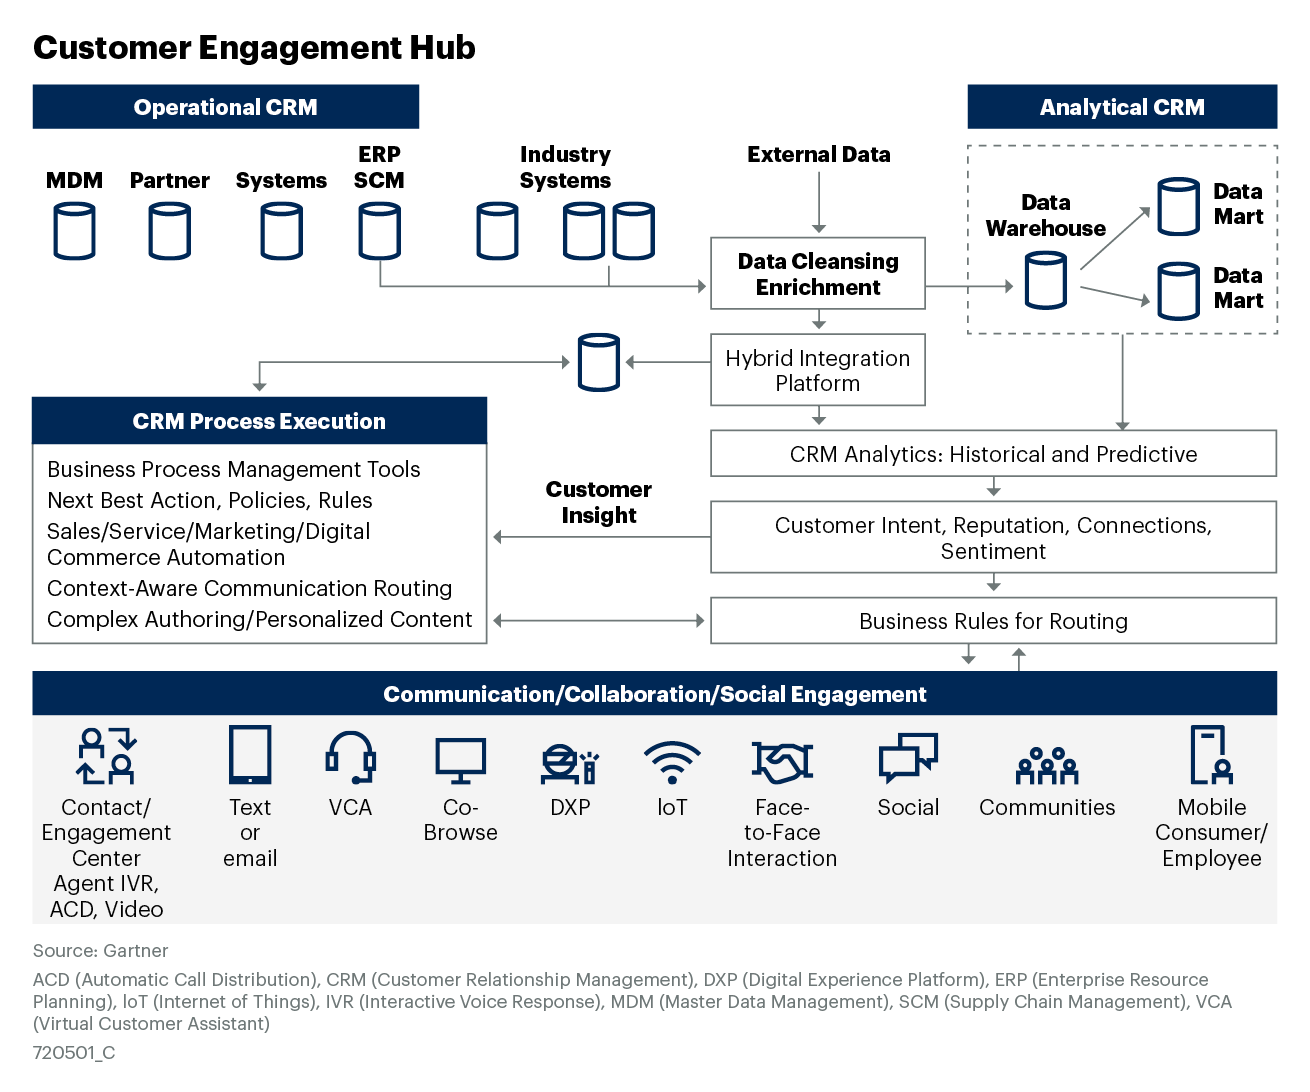 Customer Engagement Hub
Operational CRM
Analytical CRM
MDM
Partner
Systems
ERP
SCM
Industry
Systems
External Data
Data
Warehouse
Data
Mart
Data
Mart
Data Cleansing
Enrichment
Hybrid Integration
Platform
CRM Process Execution
Business Process Management Tools
Next Best Action, Policies, Rules
Sales/Service/Marketing/Digital
Commerce Automation
Context-Aware Communication Routing
Complex Authoring/Personalized Content
Customer
Insight
CRM Analytics: Historical and Predictive
Customer Intent, Reputation, Connections,
Sentiment
Business Rules for Routing
Communication/Collaboration/Social Engagement
Contact/
Engagement
Center
Agent IVR,
ACD, Video
Text
or
email
VCA
Co-
Browse
DXP
IoT
Face-
to-Face
Interaction
Social
Communities
Mobile
Consumer/
Employee
Source: Gartner
ACD (Automatic Call Distribution), CRM (Customer Relationship Management), DXP (Digital Experience Platform), ERP (Enterprise Resource
Planning), IoT (Internet of Things), IVR (Interactive Voice Response), MDM (Master Data Management), SCM (Supply Chain Management), VCA
(Virtual Customer Assistant)
720501_C